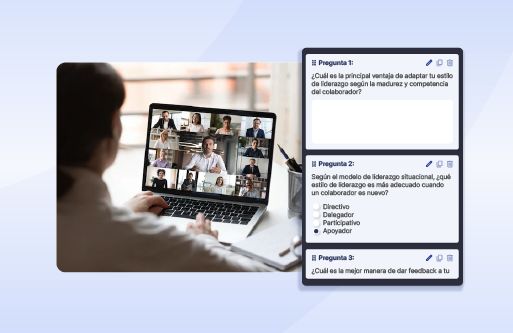 Pregunta 1:
¿Cuál es la principal ventaja de adaptar tu estilo
de liderazgo según la madurez y competencia
del colaborador?
Pregunta 2:
Según el modelo de liderazgo situacional, ¿qué
estilo de liderazgo es más adecuado cuando
un colaborador es nuevo?
Directivo
Delegador
Participativo
Apoyador
Pregunta 3:
¿Cuál es la mejor manera de dar feedback a tu